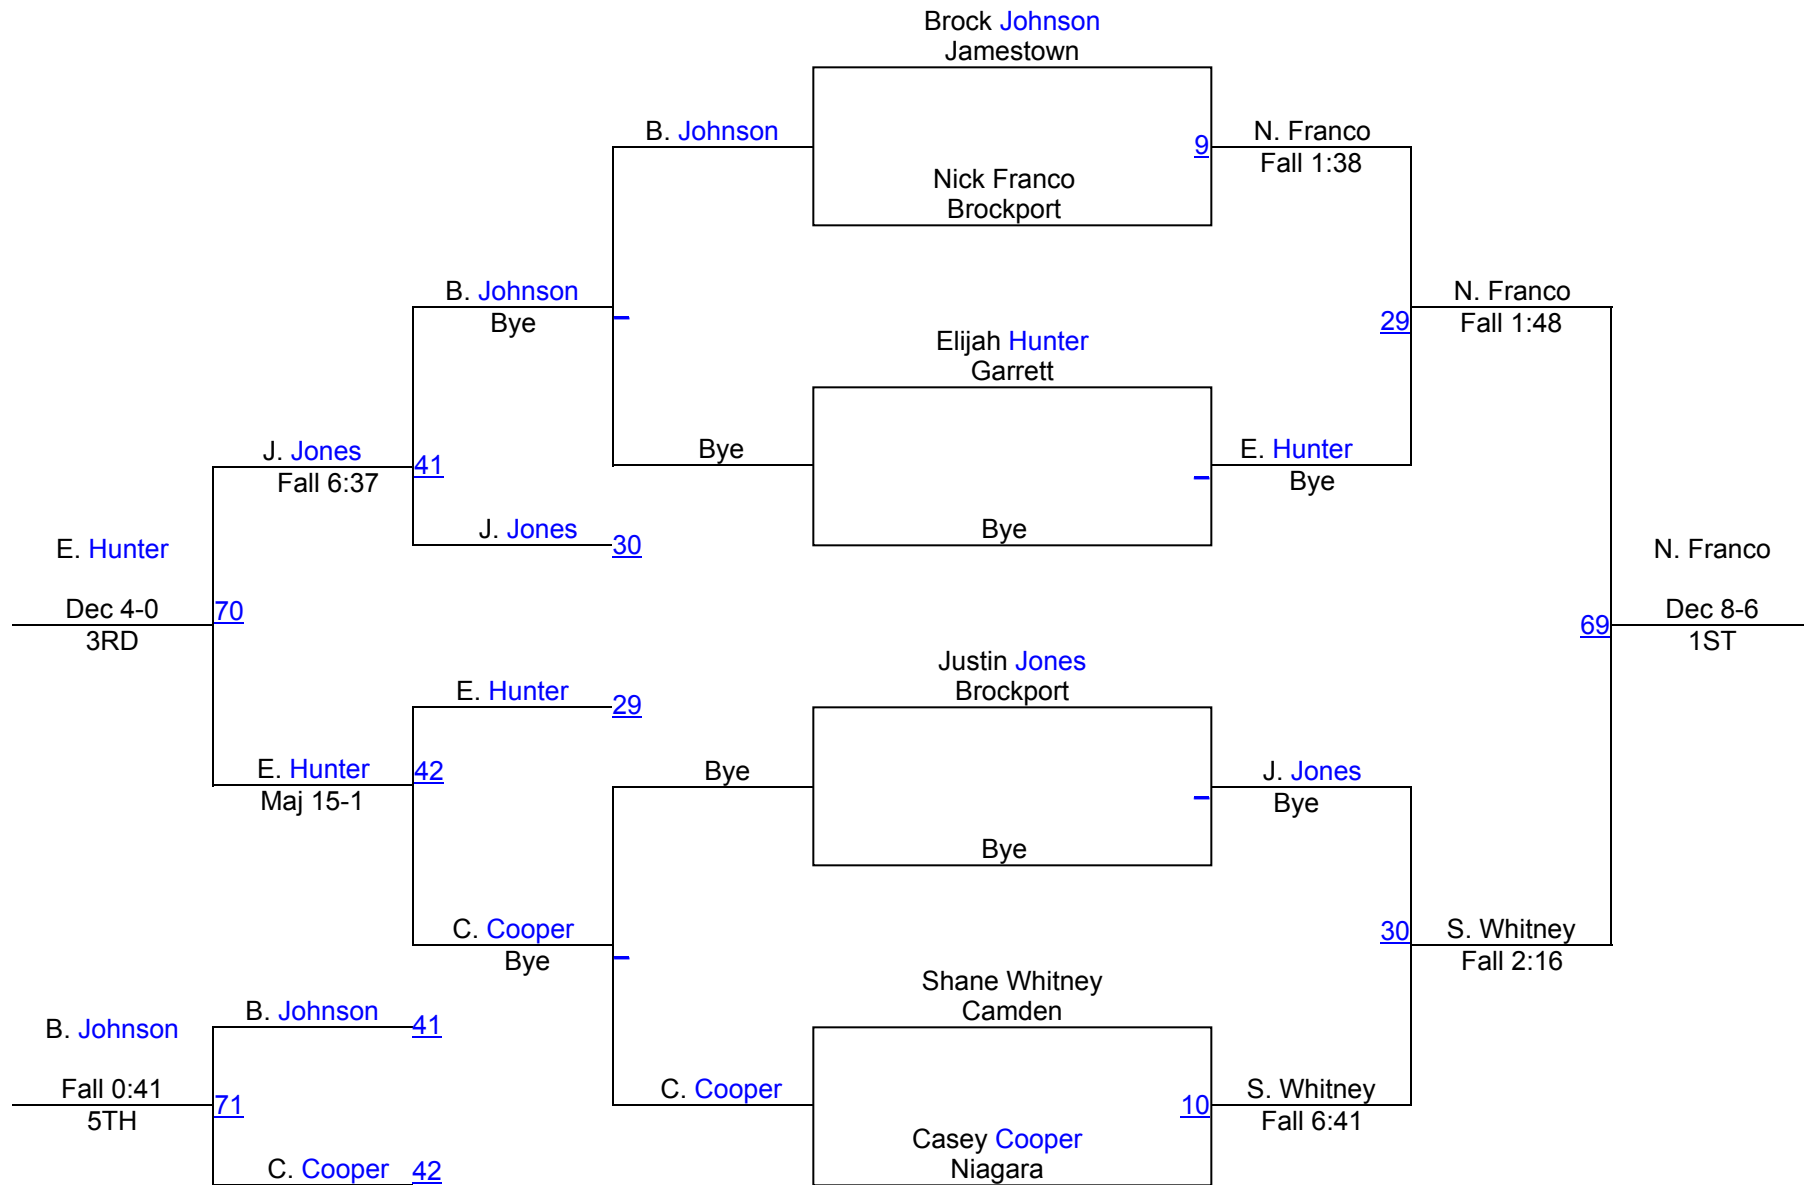 Brock Johnson
Jamestown
B. Johnson
9
N. Franco
Fall 1:38
Nick Franco
Brockport
B. Johnson
Bye
N. Franco
Fall 1:48
29
Elijah Hunter
Garrett
J. Jones
Fall 6:37
41
Bye
E. Hunter
Bye
J. Jones
30
Bye
E. Hunter
Dec 4-0
3RD
70
N. Franco
Dec 8-6
1ST
69
Justin Jones
Brockport
E. Hunter
29
E. Hunter
Maj 15-1
42
Bye
J. Jones
Bye
Bye
C. Cooper
Bye
30
S. Whitney
Fall 2:16
Shane Whitney
Camden
B. Johnson
B. Johnson
41
Fall 0:41
5TH
71
C. Cooper
10
S. Whitney
Fall 6:41
Casey Cooper
Niagara
C. Cooper
42